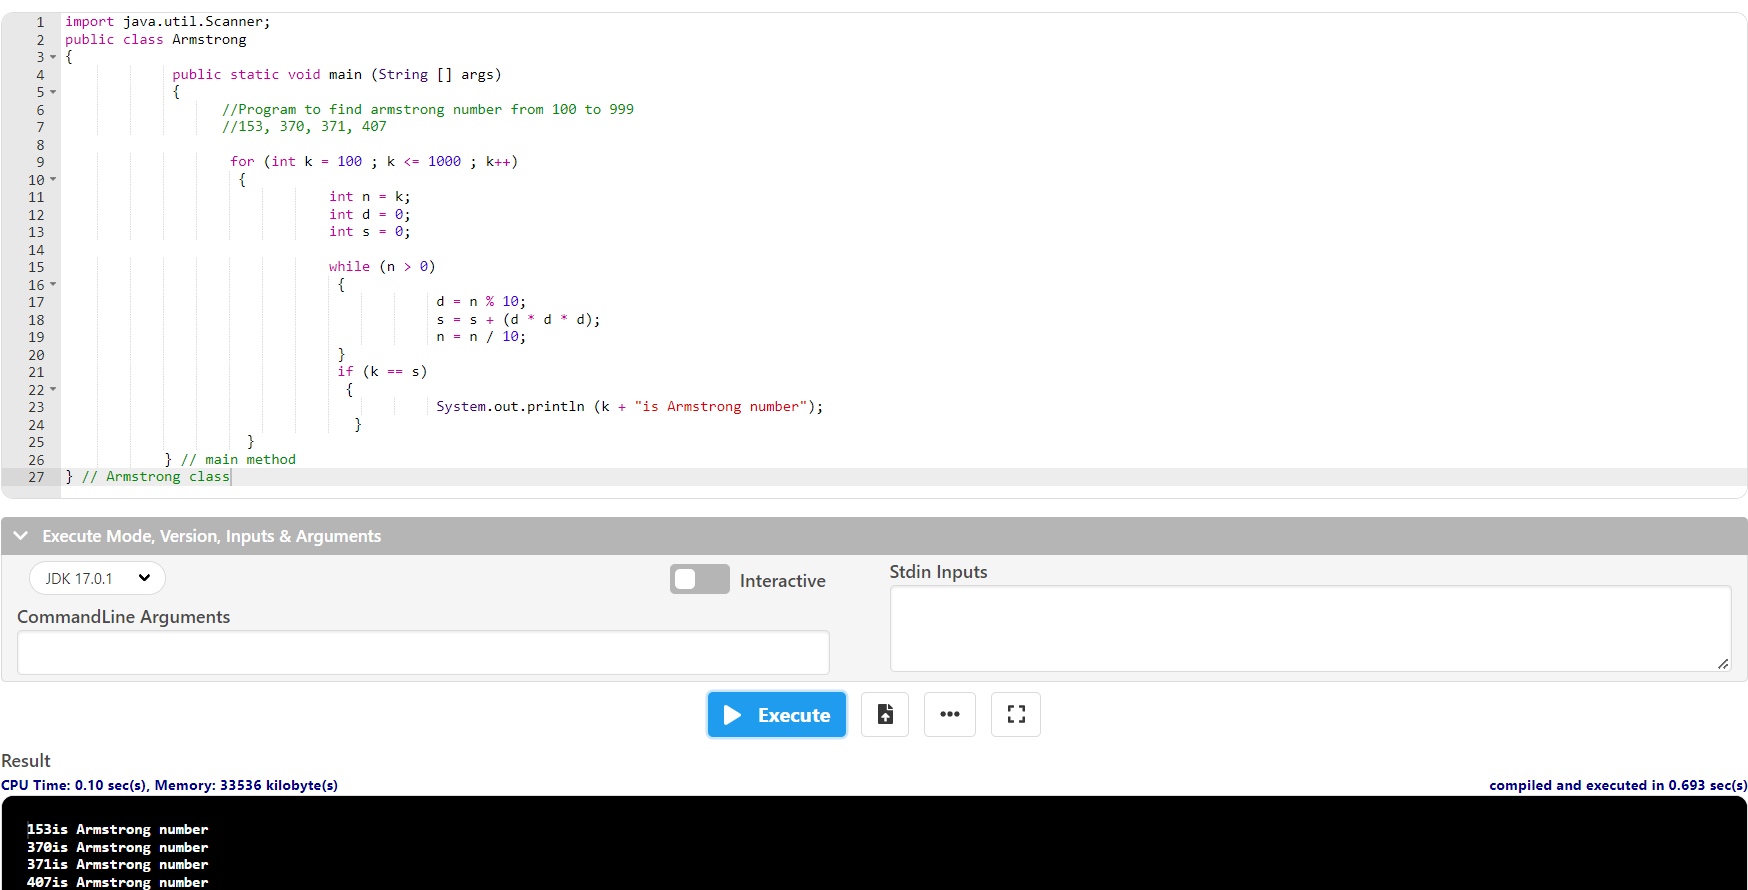 1 import java.util.Scanner;
2 public class Armstrong
3 {
4 public static void main (String [] args)
5 {
6 //Program to find armstrong number from 100 to 999
7 //153, 370, 371, 407
8
9 for (int k = 100 ; k <= 1000 ; k++)
10 {
11 int n = k;
12 int d = 0;
13 int s = 0;
14
15 while (n > 0)
16 {
17 d = n % 10;
18 s = s + (d * d * d);
19 n = n / 10;
20 }
21 if (k == s)
22 {
23 System.out.println (k + "is Armstrong number");
24 }
25 }
26 } // main method
27 } // Armstrong class
Execute Mode, Version, Inputs & Arguments
JDK 17.0.1
Interactive
Stdin Inputs
CommandLine Arguments
Execute
Result
CPU Time: 0.10 sec(s), Memory: 33536 kilobyte(s)
compiled and executed in 0.693 sec(s)
153is Armstrong number
370is Armstrong number
371is Armstrong number
407is Armstrong number